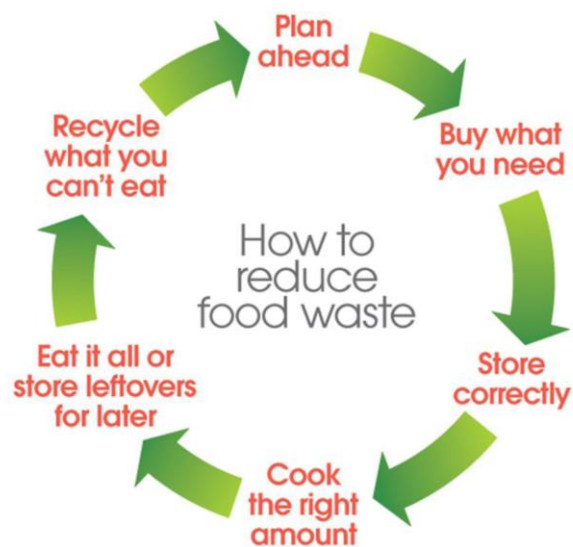 Plan
ahead
Buy what
you need
Store
correctly
Cook
the right
amount
Eat it all or
store leftovers
for later
Recycle
what you
can't eat
How to
reduce
food waste